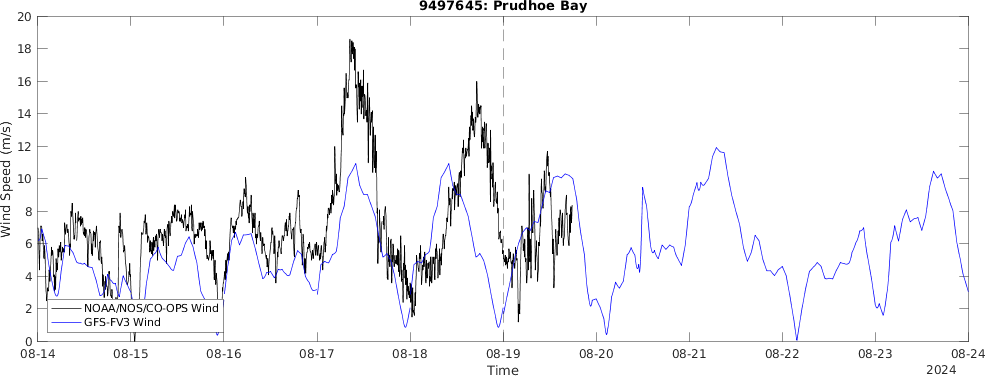 9497645: Prudhoe Bay
20
18
16
14
12
10
8
6
4
2
0
Wind Speed (m/s)
NOAA/NOS/CO-OPS Wind
GFS-FV3 Wind
08-14 08-15 08-16 08-17 08-18 08-19 08-20 08-21 08-22 08-23 08-24
Time
2024